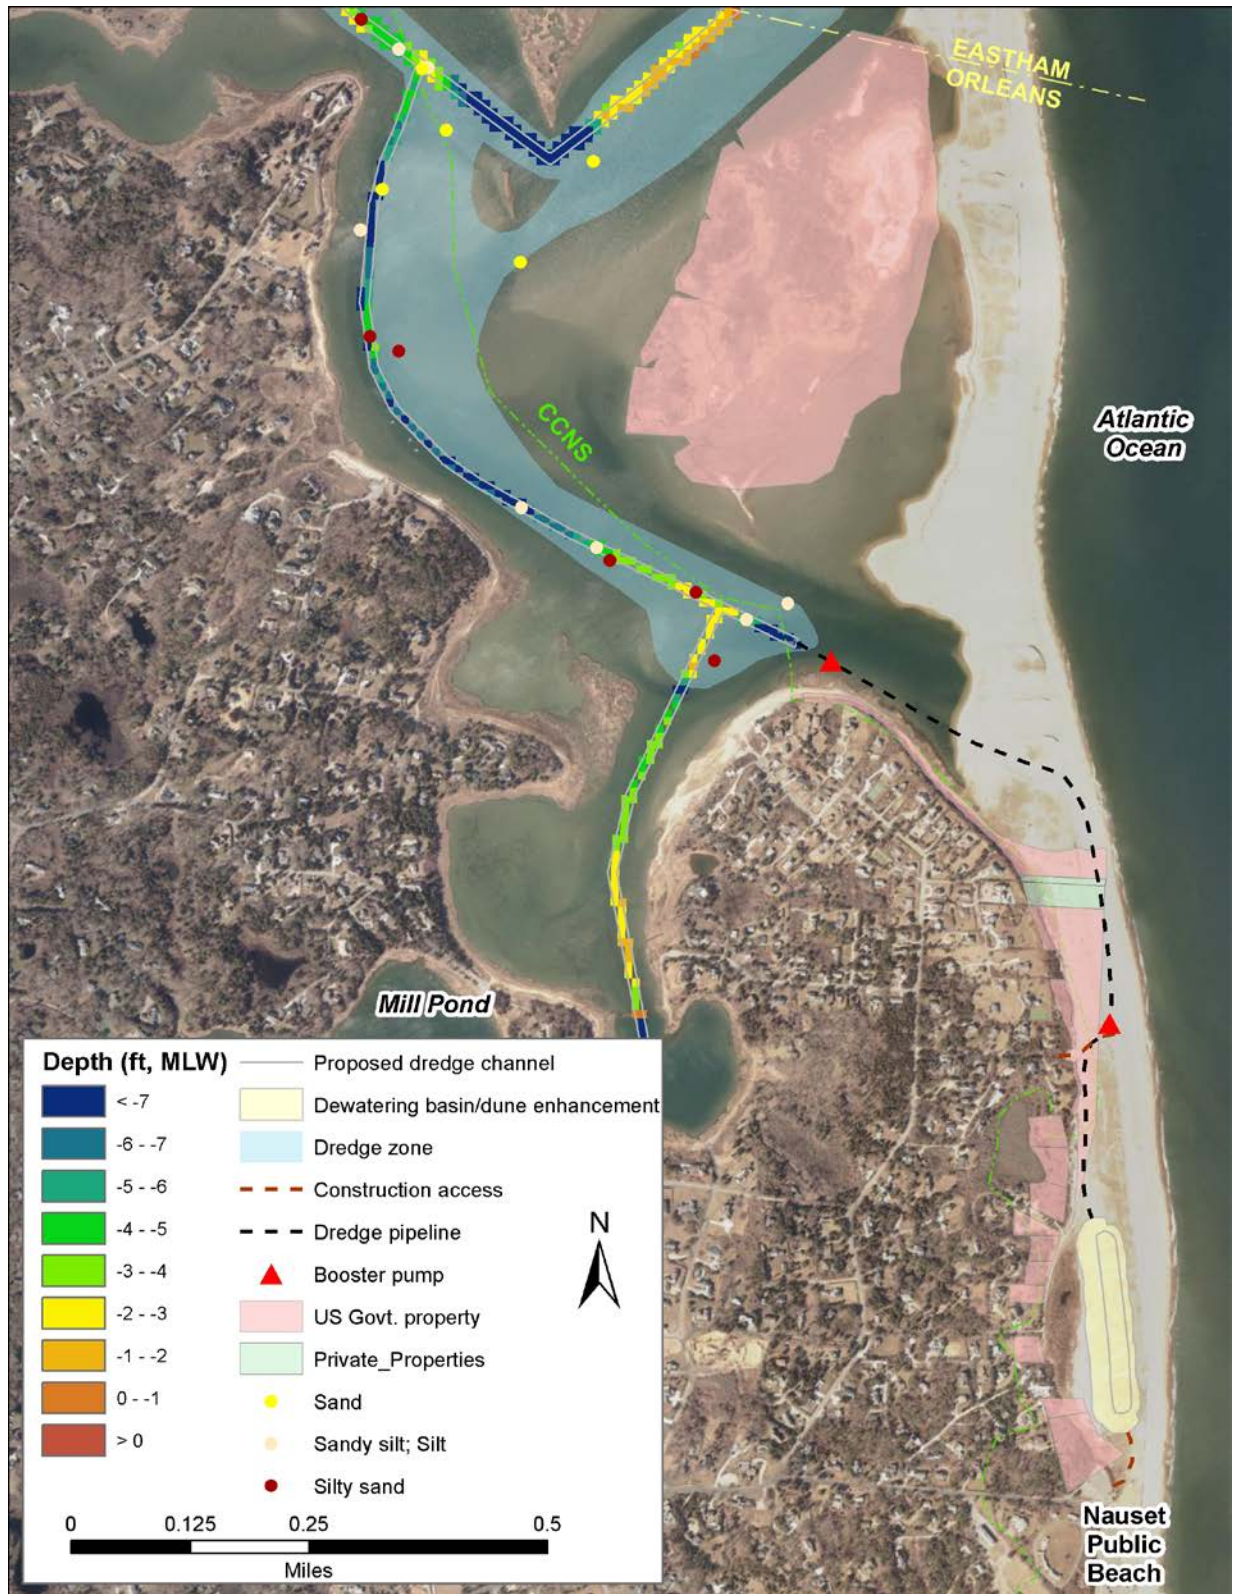 EASTHAM
ORLEANS
CCNS
Atlantic
Ocean
Mill Pond
Depth (ft, MLW)
< -7
-6 - -7
-5 - -6
-4 - -5
-3 - -4
-2 - -3
-1 - -2
0 - -1
> 0
Proposed dredge channel
Dewatering basin/dune enhancement
Dredge zone
Construction access
Dredge pipeline
Booster pump
US Govt. property
Private_Properties
Sand
Sandy silt; Silt
Silty sand
N
0 0.125 0.25 0.5
Miles
Nauset
Public
Beach